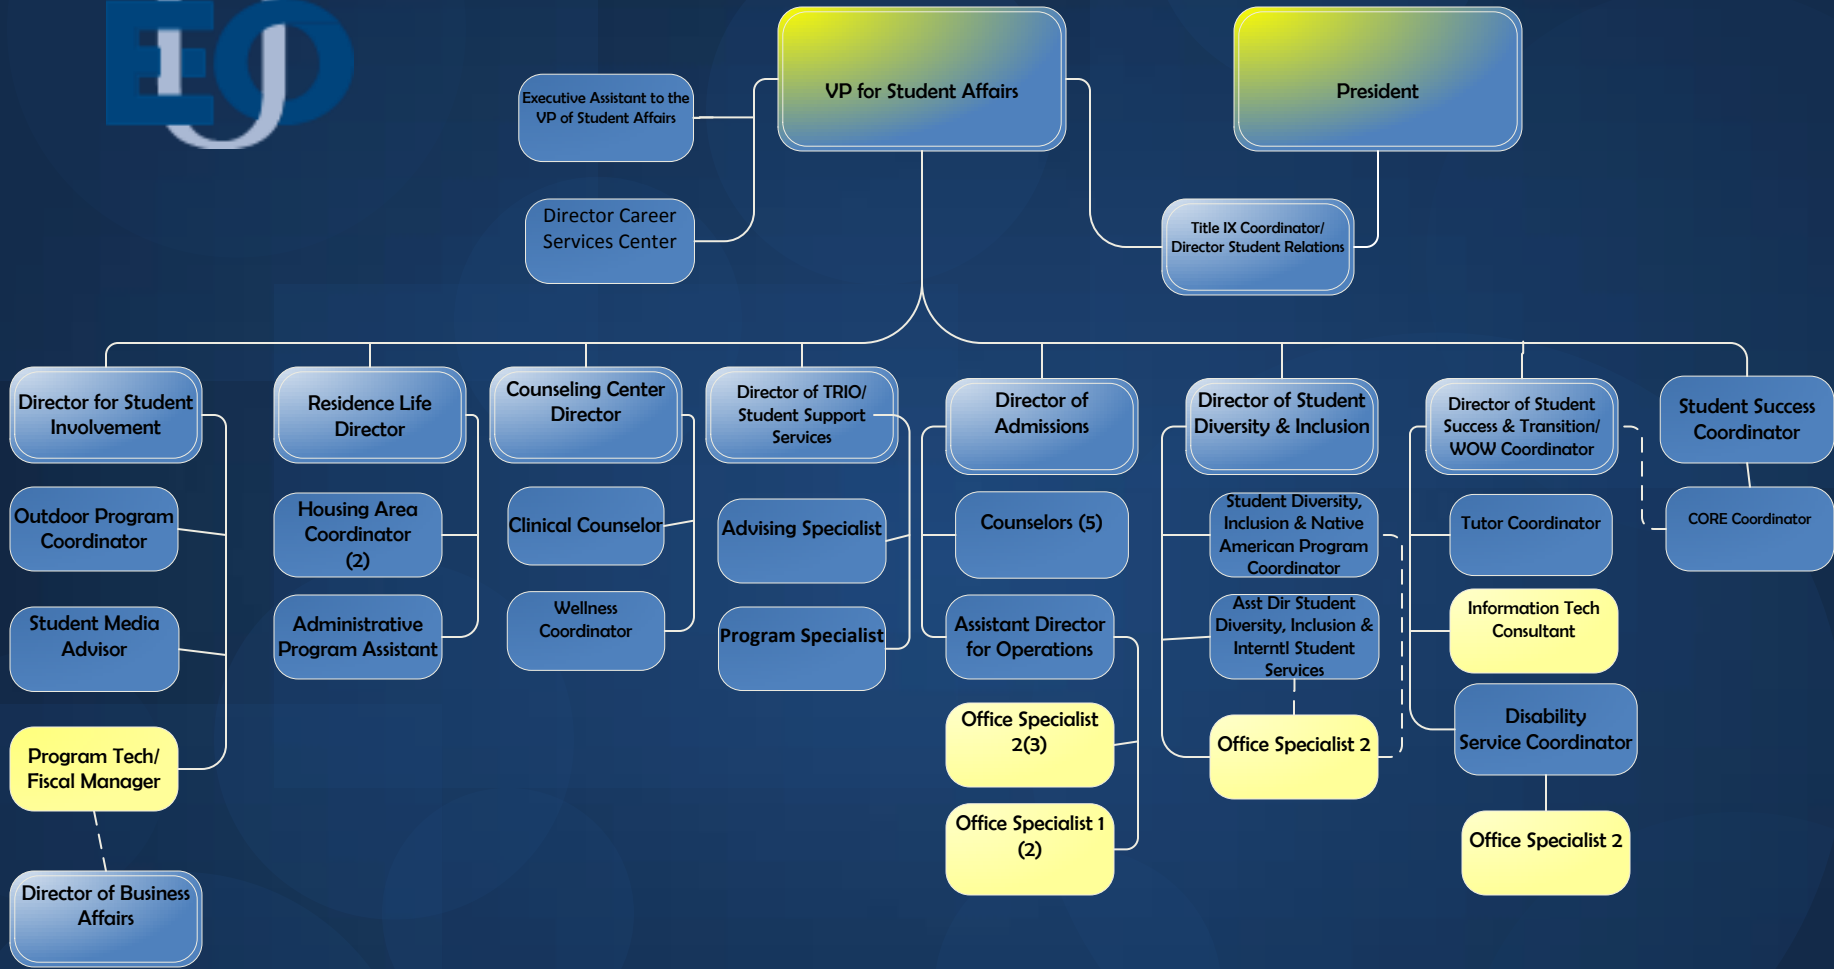 EOU
VP for Student Affairs
President
Executive Assistant to the
VP of Student Affairs
Director Career
Services Center
Title IX Coordinator/
Director Student Relations
Director for Student
Involvement
Residence Life
Director
Counseling Center
Director
Director of TRIO/
Student Support
Services
Director of
Admissions
Director of Student
Diversity & Inclusion
Director of Student
Success & Transition/
WOW Coordinator
Student Success
Coordinator
Outdoor Program
Coordinator
Housing Area
Coordinator
(2)
Clinical Counselor
Advising Specialist
Counselors (5)
Student Diversity,
Inclusion & Native
American Program
Coordinator
Tutor Coordinator
CORE Coordinator
Student Media
Advisor
Administrative
Program Assistant
Wellness
Coordinator
Program Specialist
Assistant Director
for Operations
Asst Dir Student
Diversity, Inclusion &
Interntl Student
Services
Information Tech
Consultant
Program Tech/
Fiscal Manager
Office Specialist
2(3)
Office Specialist 2
Disability
Service Coordinator
Office Specialist 1
(2)
Office Specialist 2
Director of Business
Affairs